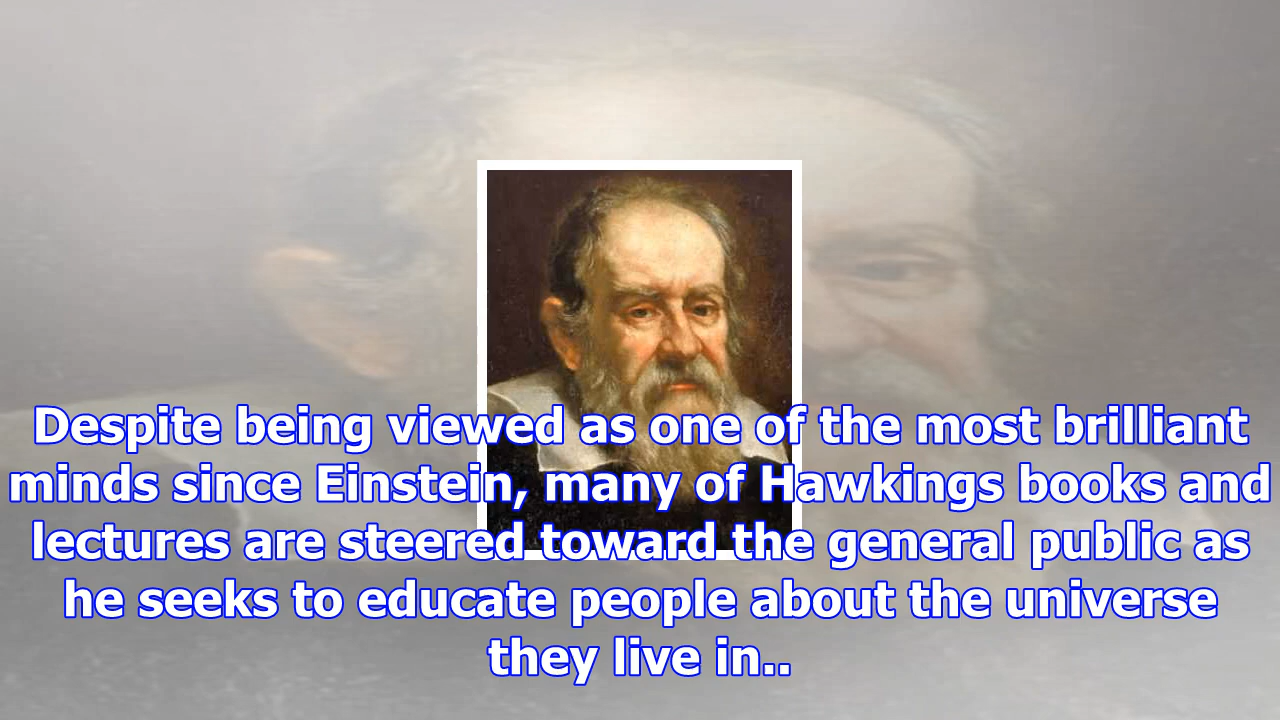 Despite being viewed as one of the most brilliant
minds since Einstein, many of Hawkings books and
lectures are steered toward the general public as
he seeks to educate people about the universe
they live in..